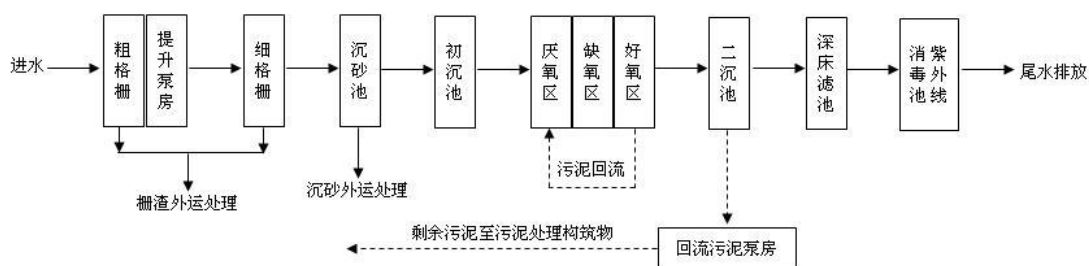 进水
粗格栅
提升泵房
细格栅
沉砂池
初沉池
厌氧区
缺氧区
好氧区
二沉池
深床滤池
紫外线
消毒池
尾水排放
污泥回流
栅渣外运处理
沉砂外运处理
剩余污泥至污泥处理构筑物
回流污泥泵房